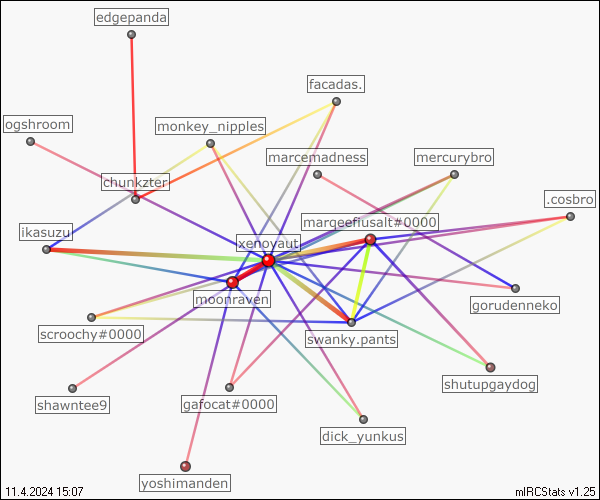 edgepanda
facadas.
ogshroom
monkey_nipples
marcemadness
mercurybro
chunkzter
.cosbro
margeefiusalt#0000
ikasuzu
xenoyaut
moonraven
gorudenneko
scroochy#0000
swanky.pants
shutupgaydog
shawntee9
gafocat#0000
dick_yunkus
yoshimanden
11.4.2024 15:07
mIRCStats v1.25